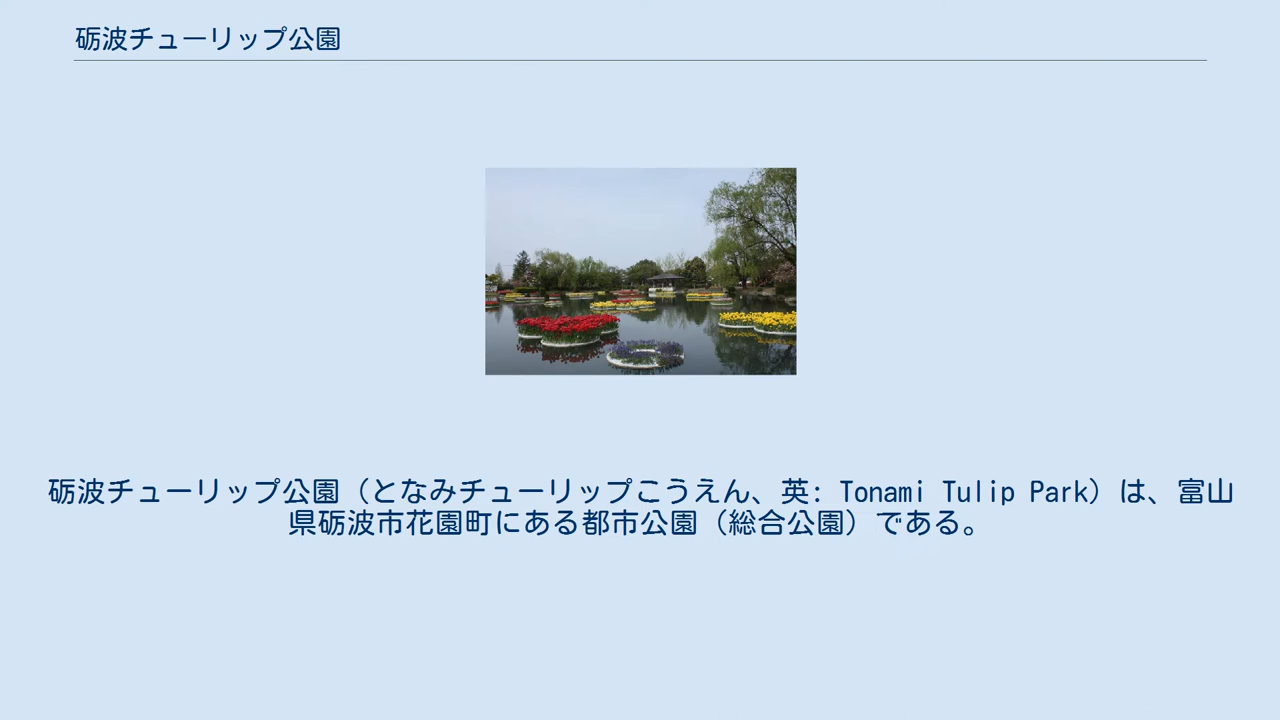 砺波チューリップ公園
砺波チューリップ公園（となみチューリップこうえん、英: Tonami Tulip Park）は、富山
県砺波市花園町にある都市公園（総合公園）である。